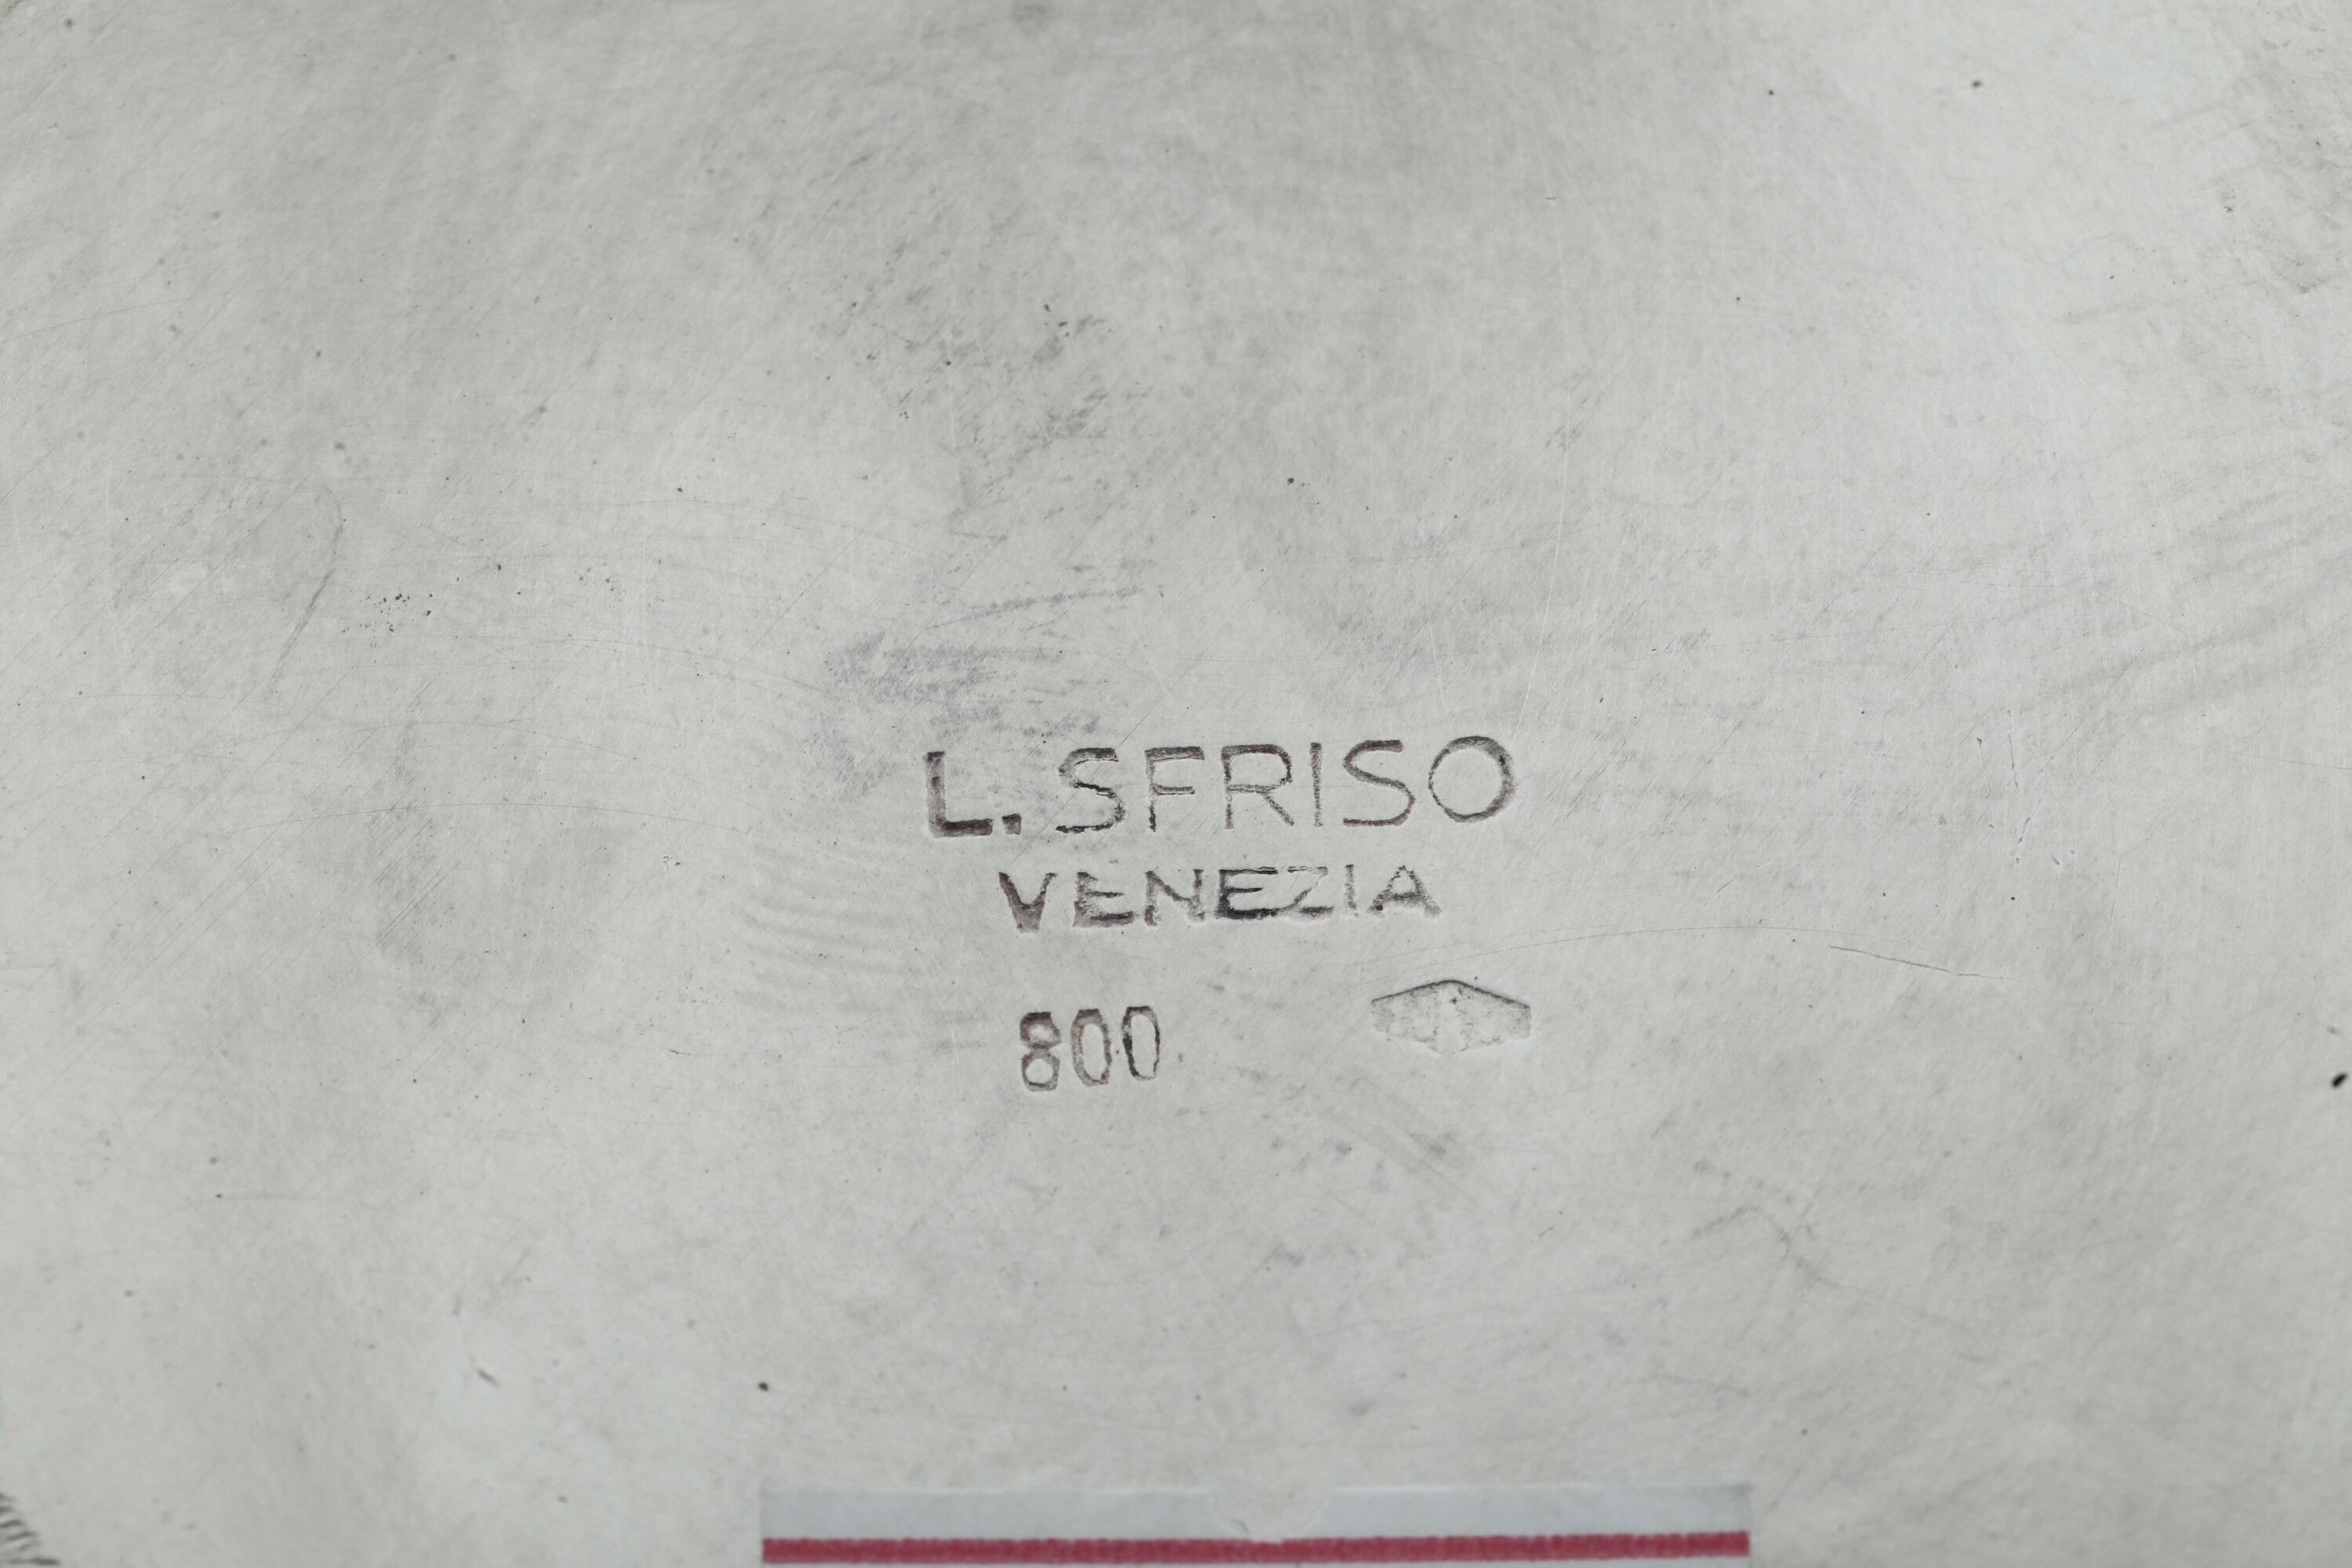 L. SFRISO
VENEZIA
800